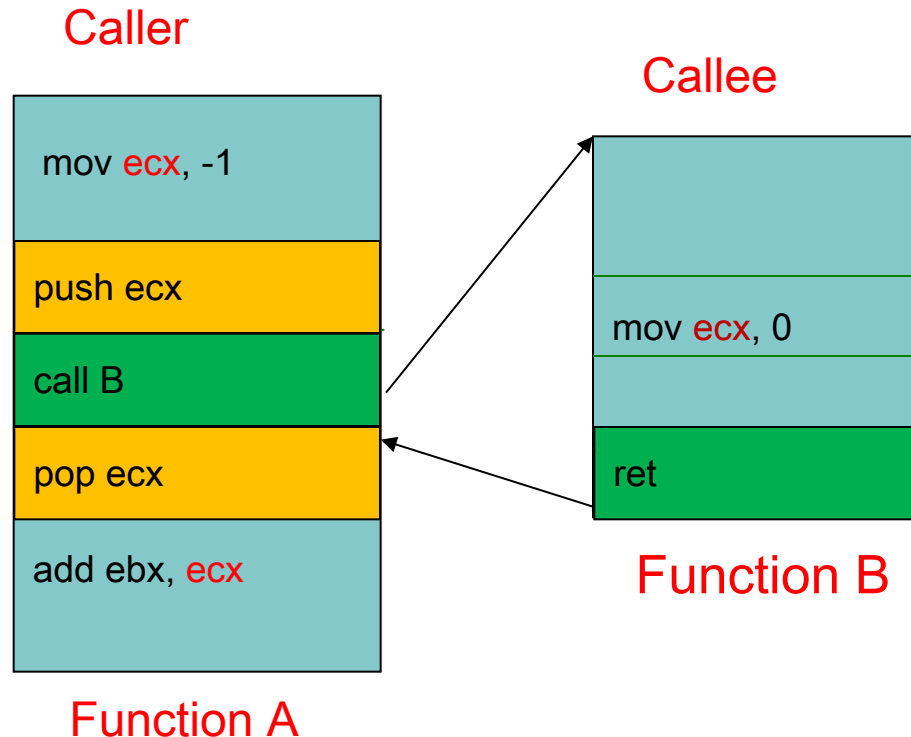 Caller
mov ecx, -1
push ecx
call B
pop ecx
add ebx, ecx
Function A
Callee
mov ecx, 0
ret
Function B